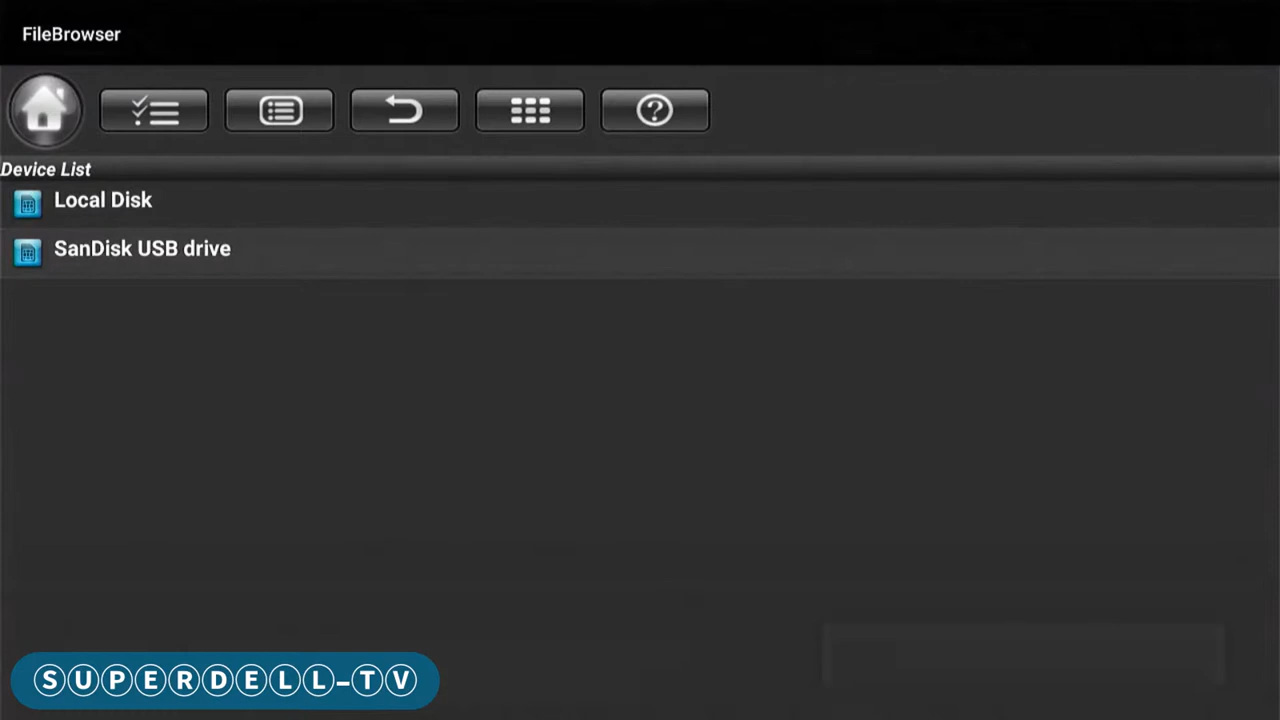 FileBrowser
Device List
Local Disk
SanDisk USB drive
ⓈⓊⓅⒺⓇⒹⒺⓁⓁ–ⓉⓋ